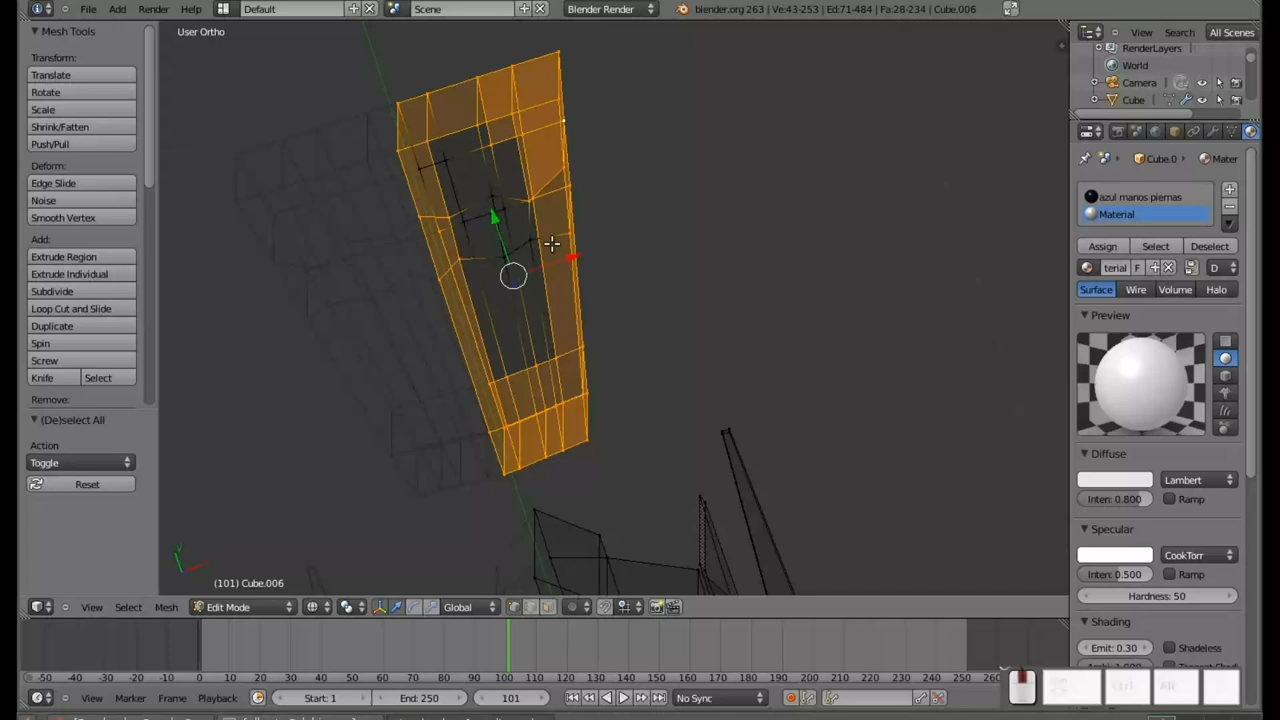 File Add Render Help Default Scene Blender Render blender.org 263 | Ve:43-253 | Ed:71-484 | Fa:28-234 | Cube.006
Mesh Tools
Transform:
Translate
Rotate
Scale
Shrink/Fatten
Push/Pull
Deform:
Edge Slide
Noise
Smooth Vertex
Add:
Extrude Region
Extrude Individual
Subdivide
Loop Cut and Slide
Duplicate
Spin
Screw
Knife Select
Remove:
(De)select All
Action
Toggle
Reset
User Ortho
(101) Cube.006
View Select Mesh Edit Mode Global
View Search All Scenes
RenderLayers
World
Camera
Cube
Cube.0 Mater
azul manos piernas
Material
Assign Select Deselect
terial F D
Surface Wire Volume Halo
Preview
Diffuse
Lambert
Inten: 0.800 Ramp
Specular
CookTorr
Inten: 0.500 Ramp
Hardness: 50
Shading
Emit: 0.30 Shadeless
-50 -40 -30 -20 -10 0 10 20 30 40 50 60 70 80 90 100 110 120 130 140 150 160 170 180 190 200 210 220 230 240 250 260
View Marker Frame Playback Start: 1 End: 250 101 No Sync
Ctrl Alt